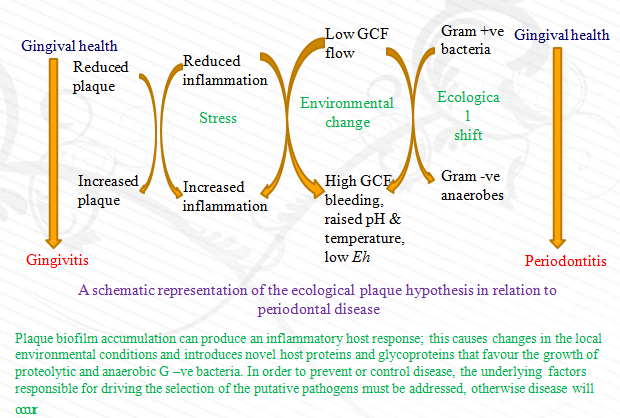 Gingival health
Reduced
plaque
Reduced
inflammation
Low GCF
flow
Gram +ve
bacteria
Gingival health
Stress
Environmental
change
Ecologica
l
shift
Increased
plaque
Increased
inflammation
High GCF,
bleeding,
raised pH &
temperature,
low Eh
Gram -ve
anaerobes
Gingivitis
Periodontitis
A schematic representation of the ecological plaque hypothesis in relation to
periodontal disease
Plaque biofilm accumulation can produce an inflammatory host response; this causes changes in the local
environmental conditions and introduces novel host proteins and glycoproteins that favour the growth of
proteolytic and anaerobic G –ve bacteria. In order to prevent or control disease, the underlying factors
responsible for driving the selection of the putative pathogens must be addressed, otherwise disease will
occur